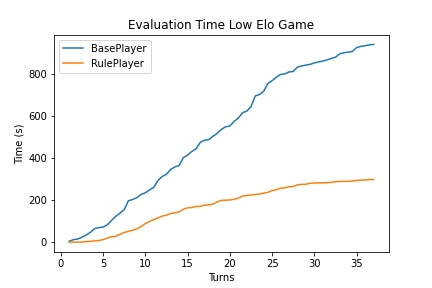 Evaluation Time Low Elo Game
BasePlayer
RulePlayer
Time (s)
800
600
400
200
0
0 5 10 15 20 25 30 35
Turns